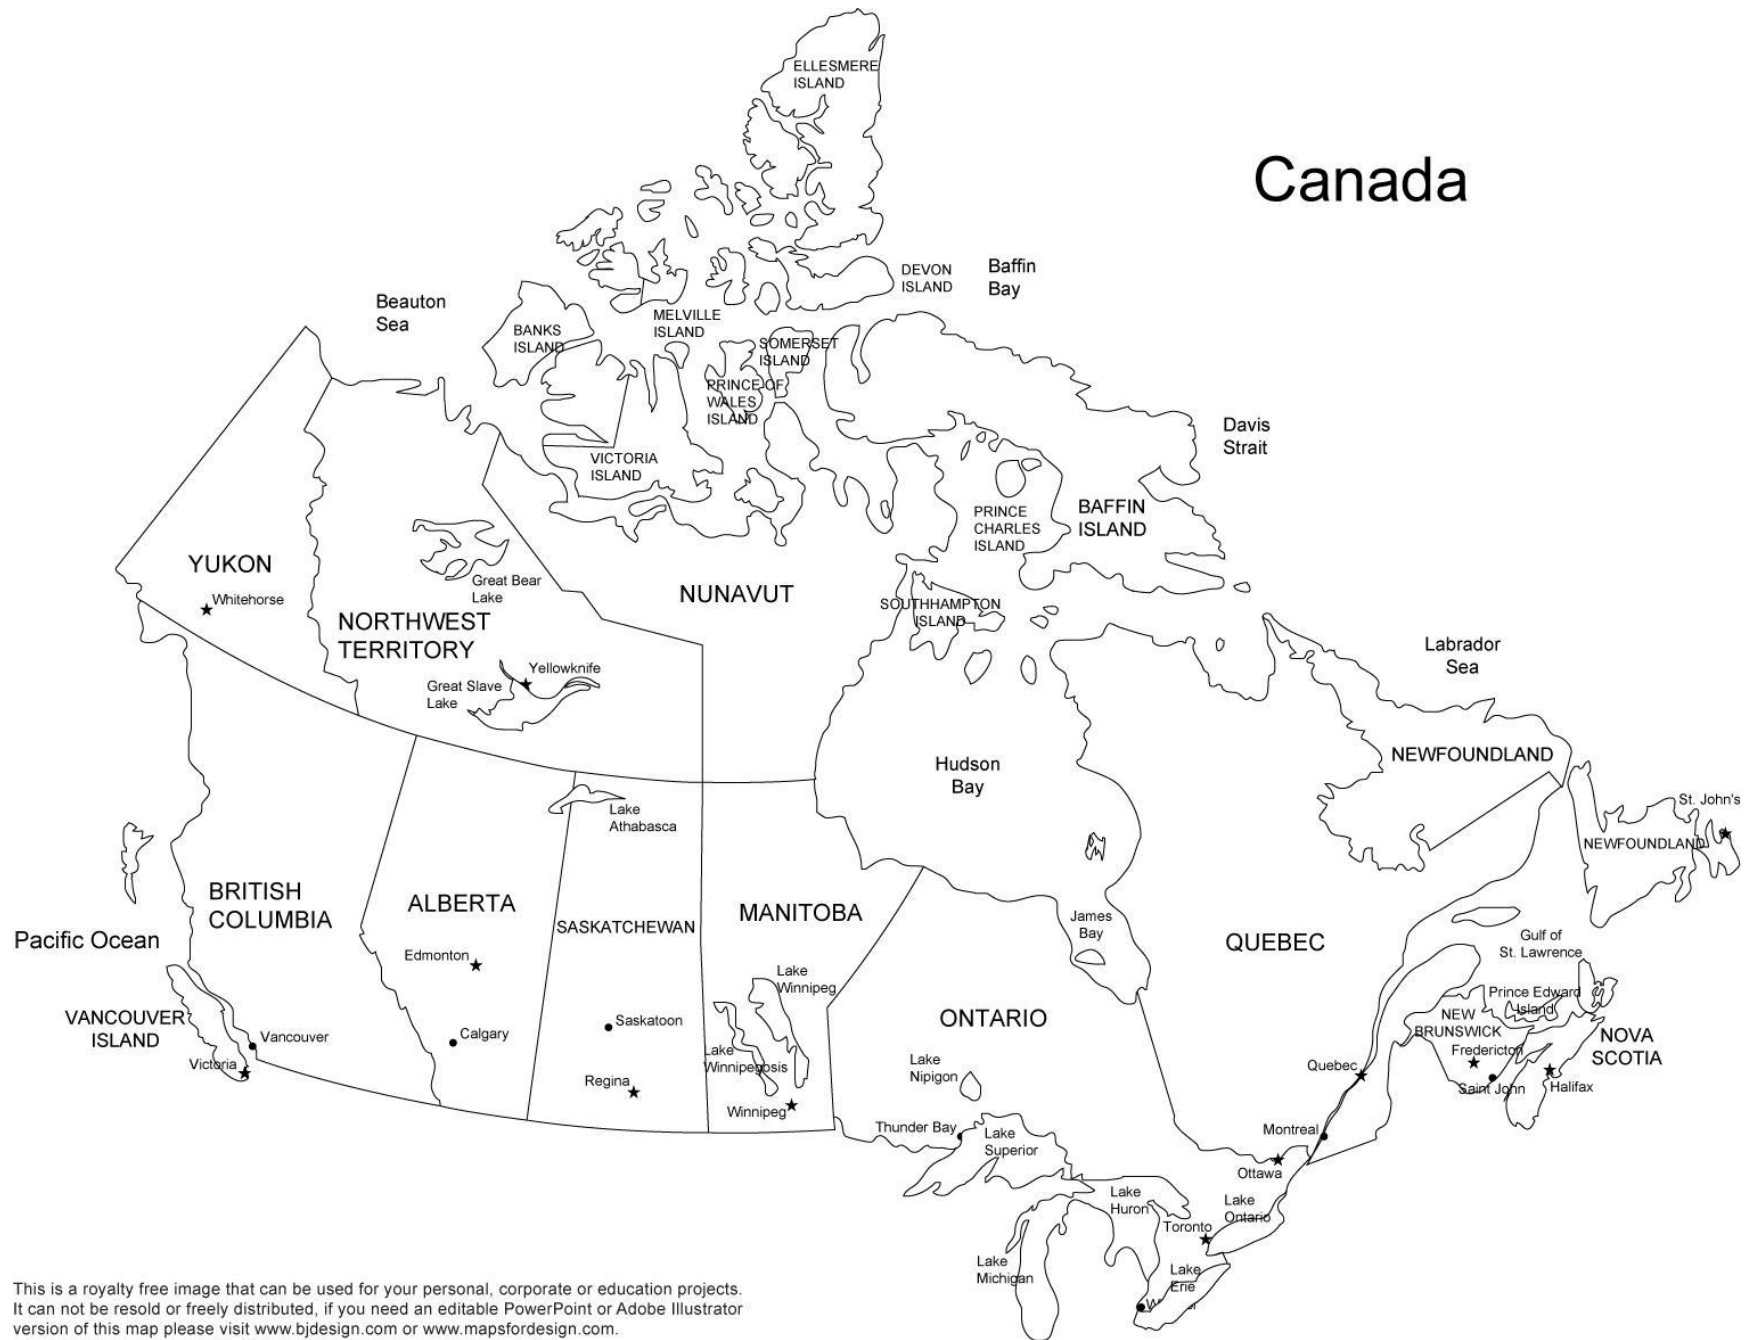 Canada
ELLESMERE
ISLAND
DEVON
ISLAND
Baffin
Bay
Beauton
Sea
MELVILLE
ISLAND
BANKS
ISLAND
SOMERSET
ISLAND
PRINCE OF
WALES
ISLAND
Davis
Strait
VICTORIA
ISLAND
PRINCE
CHARLES
ISLAND
BAFFIN
ISLAND
YUKON
Whitehorse
Great Bear
Lake
NUNAVUT
NORTHWEST
TERRITORY
SOUTHHAMPTON
ISLAND
Labrador
Sea
Yellowknife
Great Slave
Lake
Hudson
Bay
NEWFOUNDLAND
St. John's
NEWFOUNDLAND
Lake
Athabasca
BRITISH
COLUMBIA
ALBERTA
SASKATCHEWAN
MANITOBA
James
Bay
QUEBEC
Gulf of
St. Lawrence
Pacific Ocean
Edmonton
Lake
Winnipeg
Prince Edward
Island
VANCOUVER
ISLAND
Vancouver
Victoria
Calgary
Saskatoon
ONTARIO
NEW
BRUNSWICK
Fredericton
NOVA
SCOTIA
Lake
Winnipegosis
Lake
Nipigon
Quebec
Regina
Winnipeg
Saint John
Halifax
Thunder Bay
Lake
Superior
Montreal
Ottawa
Lake
Huron
Lake
Ontario
Toronto
Lake
Michigan
Lake
Erie
This is a royalty free image that can be used for your personal, corporate or education projects.
It can not be resold or freely distributed, if you need an editable PowerPoint or Adobe Illustrator
version of this map please visit www.bjdesign.com or www.mapsfordesign.com.